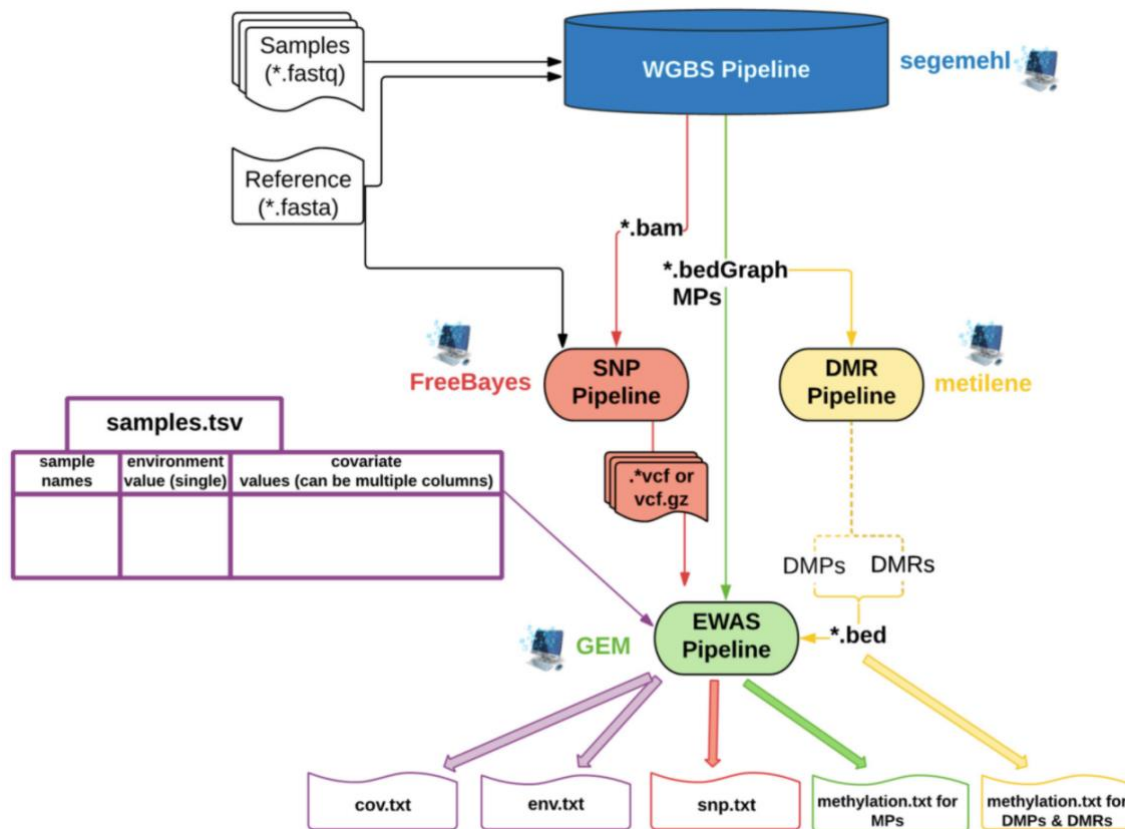 Samples
(*.fastq)
WGBS Pipeline
segemehl
Reference
(*.fasta)
*.bam
*.bedGraph
MPs
FreeBayes
SNP
Pipeline
DMR
Pipeline
metilene
samples.tsv
sample
names
environment
value (single)
covariate
values (can be multiple columns)
.*vcf or
vcf.gz
DMPs
DMRs
GEM
EWAS
Pipeline
*.bed
cov.txt
env.txt
snp.txt
methylation.txt for
MPs
methylation.txt for
DMPs & DMRs